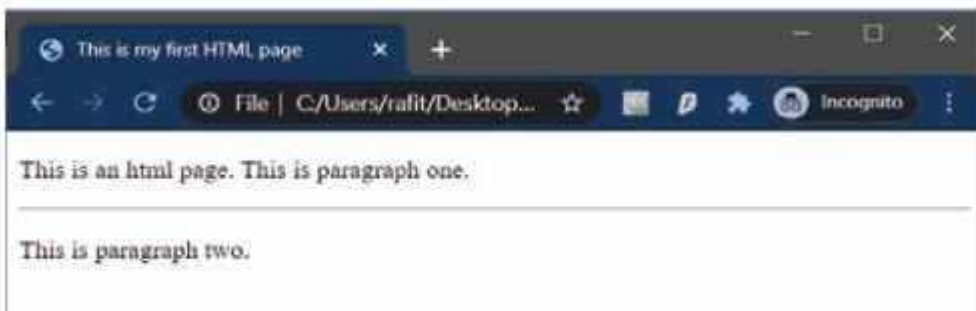 This is my first HTML page
File | C:/Users/rafit/Desktop... Incognito
This is an html page. This is paragraph one.
This is paragraph two.